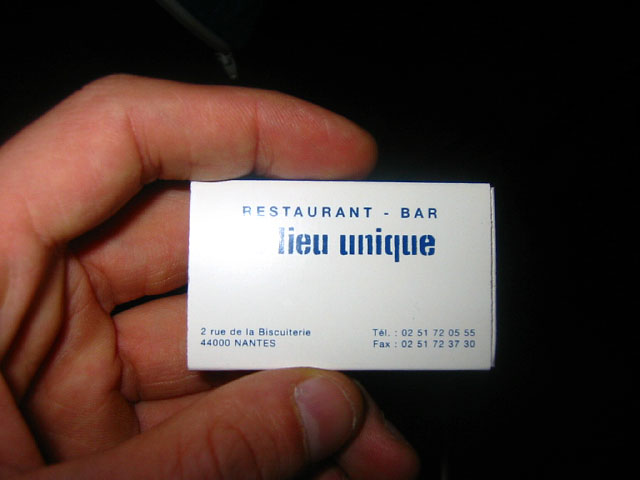 RESTAURANT - BAR
lieu unique
2 rue de la Biscuiterie
44000 NANTES
Tél. : 02 51 72 05 55
Fax : 02 51 72 37 30